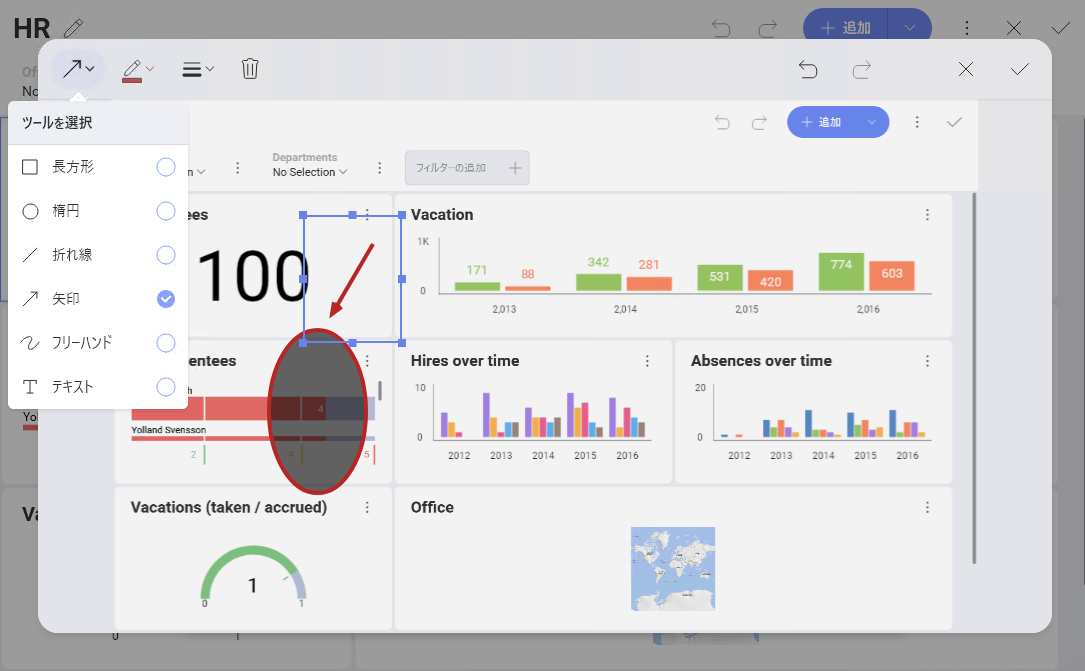 HR
追加
ツールを選択
長方形
楕円
折れ線
矢印
フリーハンド
テキスト
追加
Departments
No Selection
フィルターの追加
100
Vacation
1K
0
171
88
342
281
531
420
774
603
2,013
2,014
2,015
2,016
4
Yolland Svensson
2
4
5
Hires over time
10
0
2012
2013
2014
2015
2016
Absences over time
20
0
2012
2013
2014
2015
2016
Vacations (taken / accrued)
1
0
1
Office
0
1